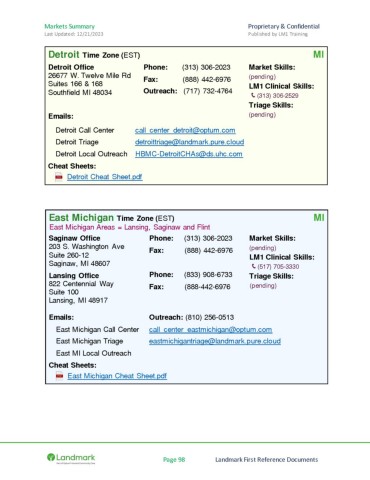 Markets Summary Proprietary & Confidential
Last Updated: 12/21/2023 Published by LM1 Training
Detroit Time Zone (EST) MI
Detroit Office Phone: (313) 306-2023 Market Skills:
26677 W. Twelve Mile Rd Fax: (888) 442-6976 (pending)
Suites 166 & 168 Outreach: (717) 732-4764 LM1 Clinical Skills:
Southfield MI 48034 (313) 306-2529
Triage Skills:
Emails: (pending)
Detroit Call Center call_center_detroit@optum.com
Detroit Triage detroittriage@landmark.pure.cloud
Detroit Local Outreach HBMC-DetroitCHAs@ds.uhc.com
Cheat Sheets:
Detroit Cheat Sheet.pdf
East Michigan Time Zone (EST) MI
East Michigan Areas = Lansing, Saginaw and Flint
Saginaw Office Phone: (313) 306-2023 Market Skills:
203 S. Washington Ave Fax: (888) 442-6976 (pending)
Suite 260-12 LM1 Clinical Skills:
Saginaw, MI 48607 (517) 705-3330
Lansing Office Phone: (833) 908-6733 Triage Skills:
822 Centennial Way Fax: (888-442-6976 (pending)
Suite 100
Lansing, MI 48917
Emails: Outreach: (810) 256-0513
East Michigan Call Center call_center_eastmichigan@optum.com
East Michigan Triage eastmichigantriage@landmark.pure.cloud
East MI Local Outreach
Cheat Sheets:
East Michigan Cheat Sheet.pdf
Landmark Page 98 Landmark First Reference Documents